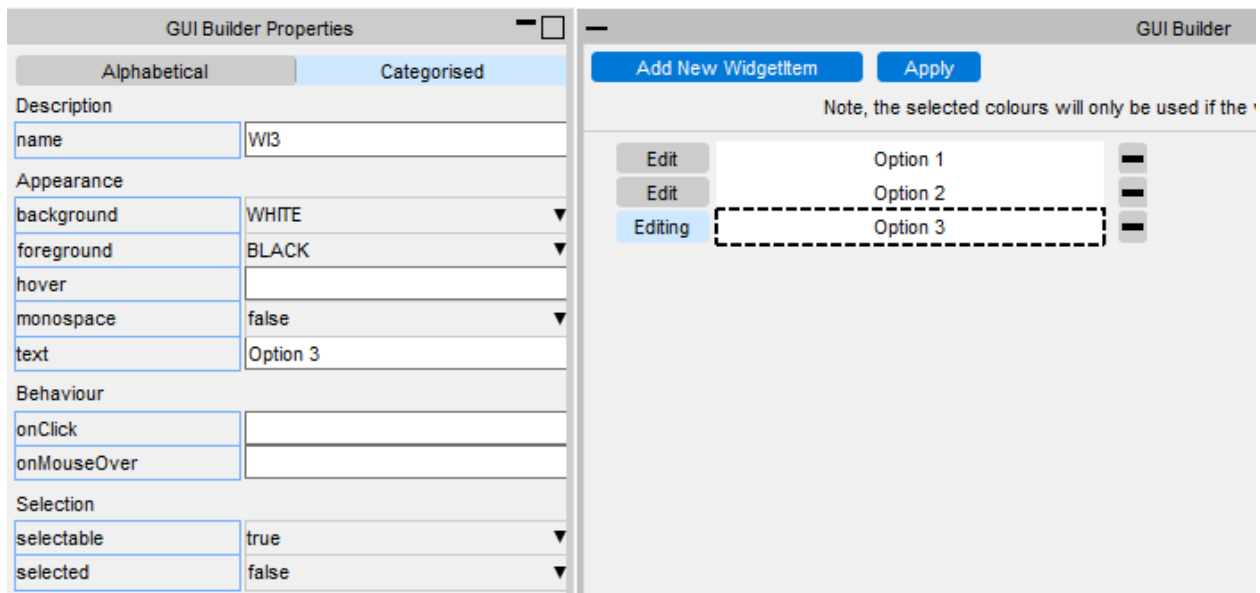 GUI Builder Properties
Alphabetical Categorised
Description
name WI3
Appearance
background WHITE
foreground BLACK
hover
monospace false
text Option 3
Behaviour
onClick
onMouseOver
Selection
selectable true
selected false
GUI Builder
Add New WidgetItem Apply
Note, the selected colours will only be used if the
Edit Option 1
Edit Option 2
Editing Option 3